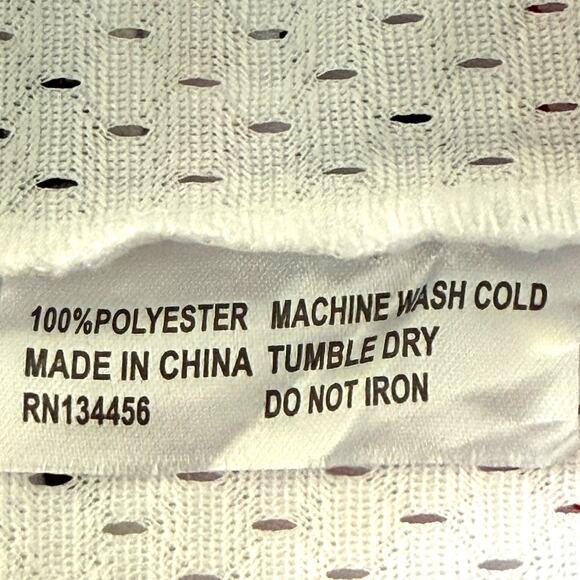 100%POLYESTER
MADE IN CHINA
RN134456
MACHINE WASH COLD
TUMBLE DRY
DO NOT IRON